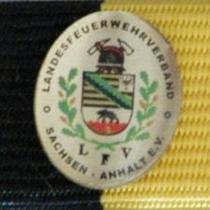 LANDESFEUERWEHRVERBAND
L F V
SACHSEN - ANHALT E.V.